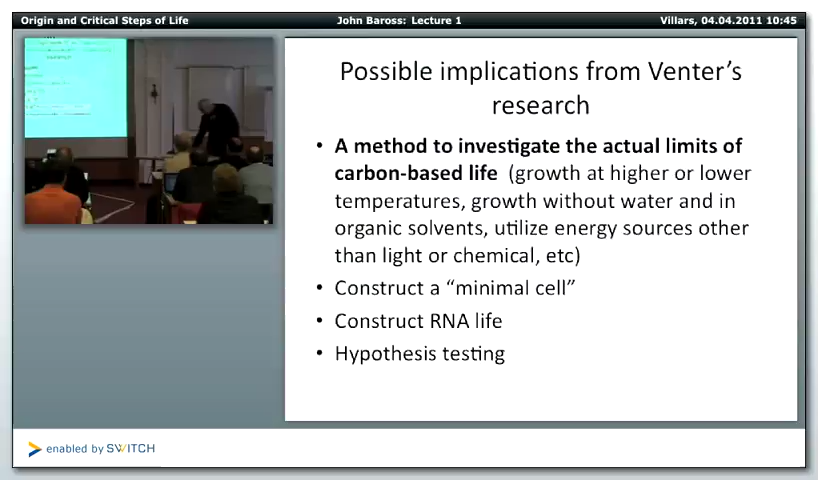 Origin and Critical Steps of Life
John Baross: Lecture 1
Villars, 04.04.2011 10:45
Possible implications from Venter's
research
• A method to investigate the actual limits of
carbon-based life (growth at higher or lower
temperatures, growth without water and in
organic solvents, utilize energy sources other
than light or chemical, etc)
• Construct a “minimal cell”
• Construct RNA life
• Hypothesis testing
enabled by SWITCH